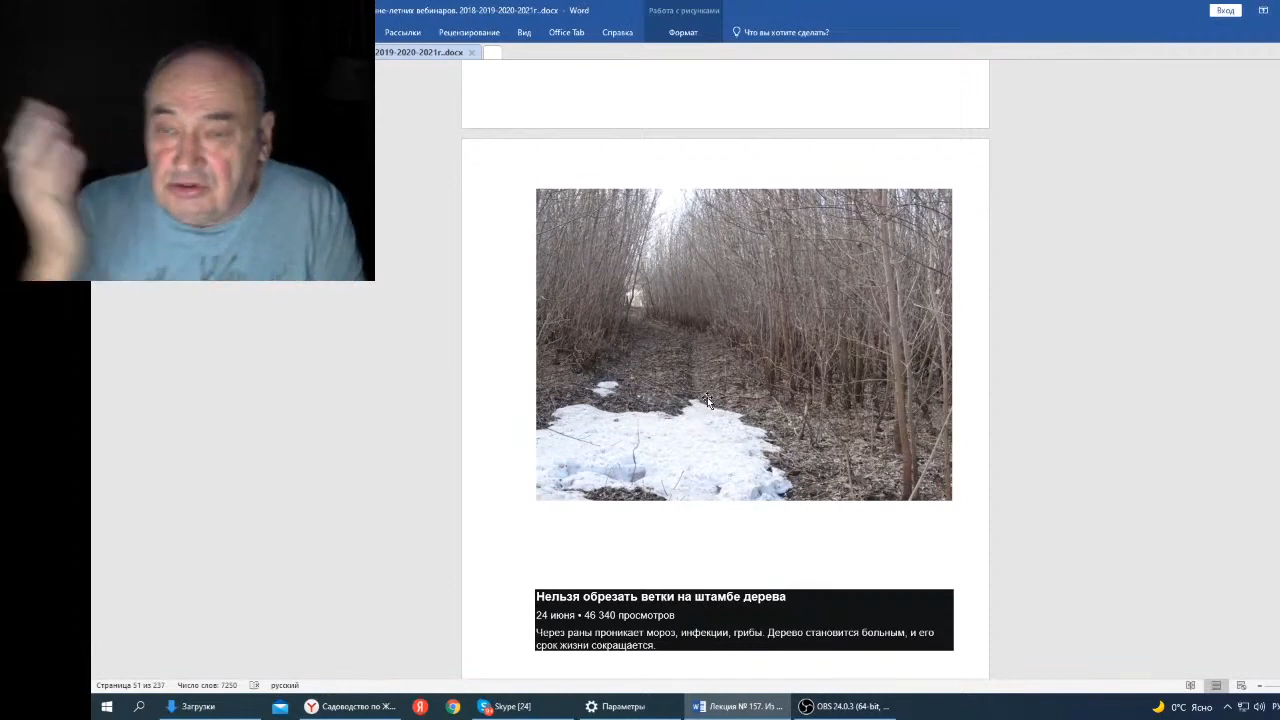 не-летних вебинаров. 2018-2019-2020-2021г..docx - Word
Работа с рисунками
Вход
Рассылки Рецензирование Вид Office Tab Справка Формат Что вы хотите сделать?
2019-2020-2021г..docx
Нельзя обрезать ветки на штамбе дерева
24 июня • 46 340 просмотров
Через раны проникает мороз, инфекции, грибы. Дерево становится больным, и его
срок жизни сокращается.
Страница 51 из 237 Число слов: 7250 русский
Загрузки Садоводство по Ж... Skype [24] Параметры Лекция № 157. Из ... OBS 24.0.3 (64-bit, ... 0°C Ясно